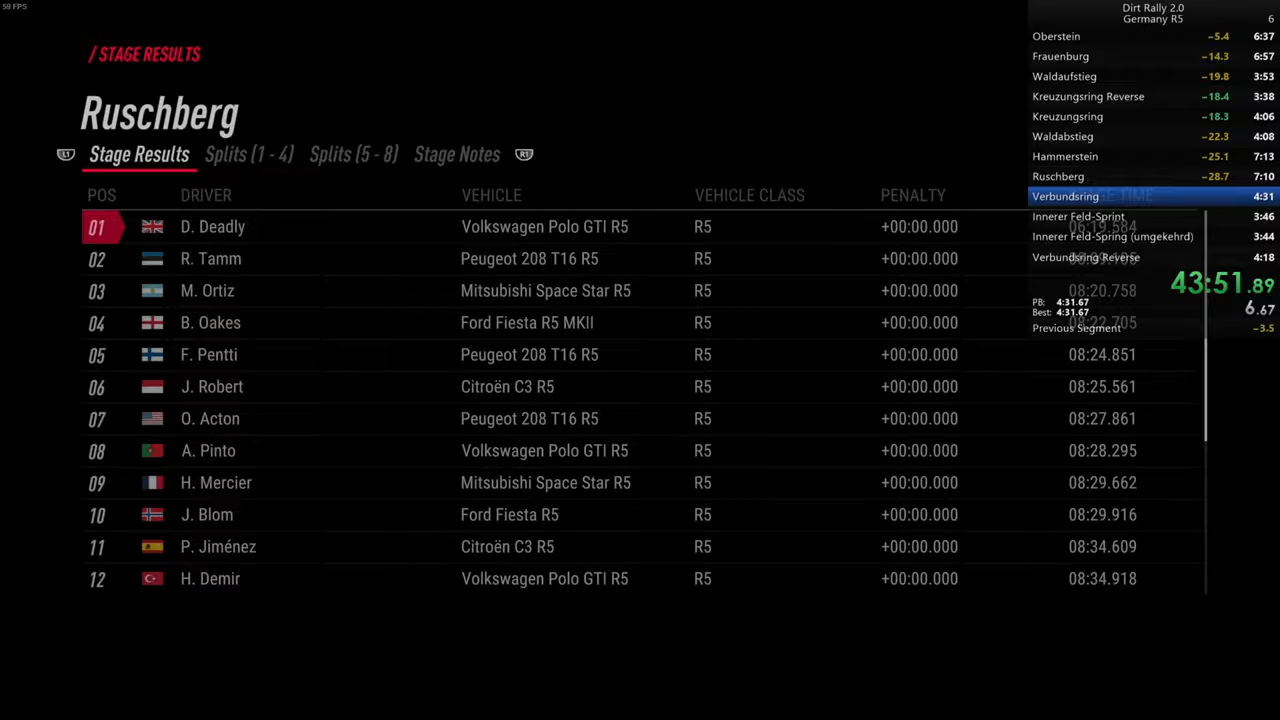 59 FPS
/ STAGE RESULTS
Ruschberg
L1 Stage Results Splits (1 - 4) Splits (5 - 8) Stage Notes R1
POS DRIVER VEHICLE VEHICLE CLASS PENALTY TIME
01 D. Deadly Volkswagen Polo GTI R5 R5 +00:00.000 06:19.584
02 R. Tamm Peugeot 208 T16 R5 R5 +00:00.000
03 M. Ortiz Mitsubishi Space Star R5 R5 +00:00.000 08:20.758
04 B. Oakes Ford Fiesta R5 MKII R5 +00:00.000 08:22.705
05 F. Pentti Peugeot 208 T16 R5 R5 +00:00.000 08:24.851
06 J. Robert Citroën C3 R5 R5 +00:00.000 08:25.561
07 O. Acton Peugeot 208 T16 R5 R5 +00:00.000 08:27.861
08 A. Pinto Volkswagen Polo GTI R5 R5 +00:00.000 08:28.295
09 H. Mercier Mitsubishi Space Star R5 R5 +00:00.000 08:29.662
10 J. Blom Ford Fiesta R5 R5 +00:00.000 08:29.916
11 P. Jiménez Citroën C3 R5 R5 +00:00.000 08:34.609
12 H. Demir Volkswagen Polo GTI R5 R5 +00:00.000 08:34.918
Dirt Rally 2.0
Germany R5 6
Oberstein −5.4 6:37
Frauenburg −14.3 6:57
Waldaufstieg −19.8 3:53
Kreuzungsring Reverse −18.4 3:38
Kreuzungsring −18.3 4:06
Waldabstieg −22.3 4:08
Hammerstein −25.1 7:13
Ruschberg −28.7 7:10
Verbundsring 4:31
Innerer Feld-Sprint 3:46
Innerer Feld-Spring (umgekehrd) 3:44
Verbundsring Reverse 4:18
43:51.89
PB: 4:31.67
Best: 4:31.67
6.67
Previous Segment −3.5